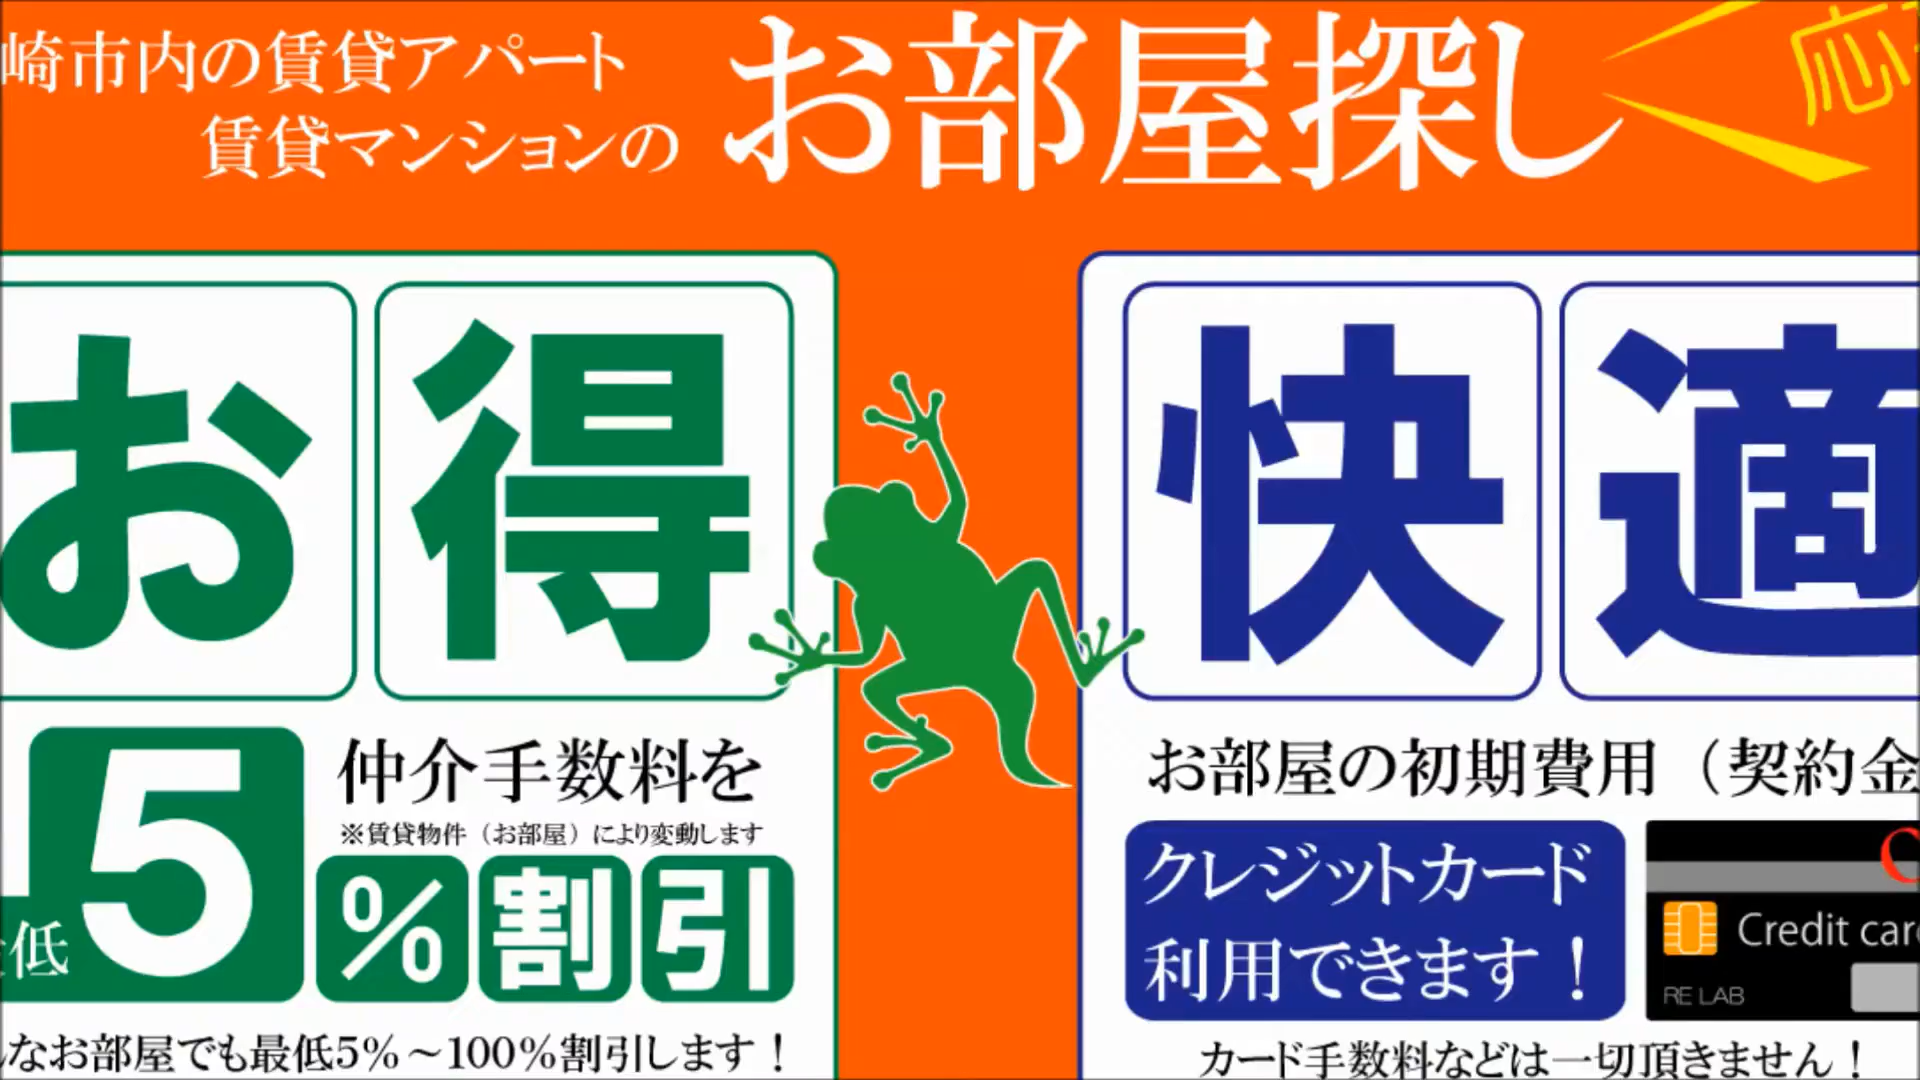 崎市内の賃貸アパート
賃貸マンションの
お部屋探し
応
お得
快適
仲介手数料を
※賃貸物件（お部屋）により変動します
低
5%割引
なお部屋でも最低5%～100%割引します！
お部屋の初期費用（契約金
クレジットカード
利用できます！
Credit car
RE LAB
カード手数料などは一切頂きません！